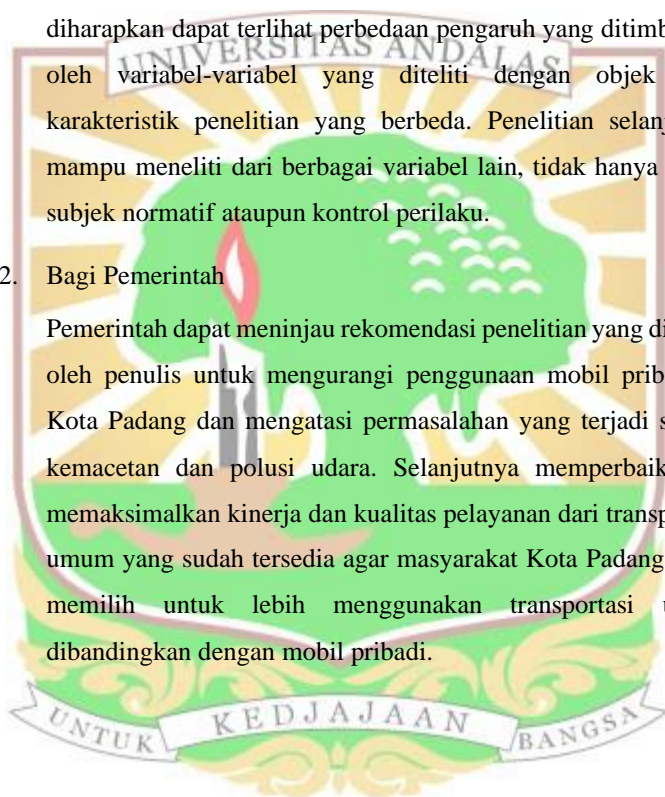 diharapkan dapat terlihat perbedaan pengaruh yang ditimb
UNIVERSITAS ANDALAS
oleh variabel-variabel yang diteliti dengan objek
karakteristik penelitian yang berbeda. Penelitian selanj
mampu meneliti dari berbagai variabel lain, tidak hanya
subjek normatif ataupun kontrol perilaku.
2. Bagi Pemerintah
Pemerintah dapat meninjau rekomendasi penelitian yang di
oleh penulis untuk mengurangi penggunaan mobil prib
Kota Padang dan mengatasi permasalahan yang terjadi s
kemacetan dan polusi udara. Selanjutnya memperbaik
memaksimalkan kinerja dan kualitas pelayanan dari transp
umum yang sudah tersedia agar masyarakat Kota Padang
memilih untuk lebih menggunakan transportasi u
dibandingkan dengan mobil pribadi.
UNTUK KEDJAJAAN BANGSA